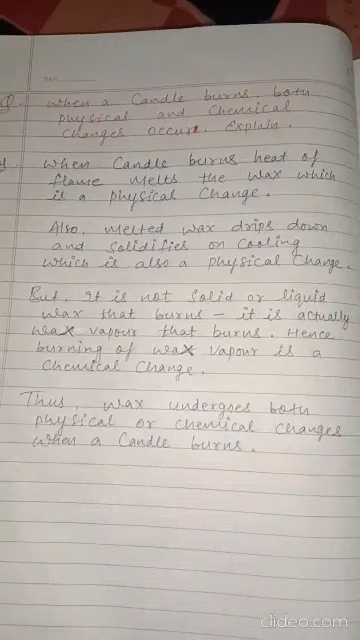 Q. When a Candle burns, both
physical and Chemical
Changes occur. Explain.
When Candle burns heat of
flame melts the wax which
is a physical Change.
Also, melted wax drips down
and Solidifies on Cooling
which is also a physical Change.
But, It is not Solid or liquid
wax that burns – it is actually
wax vapour that burns. Hence
burning of wax vapour is a
Chemical Change.
Thus, wax undergoes both
physical or chemical Changes
when a Candle burns.
clideo.com